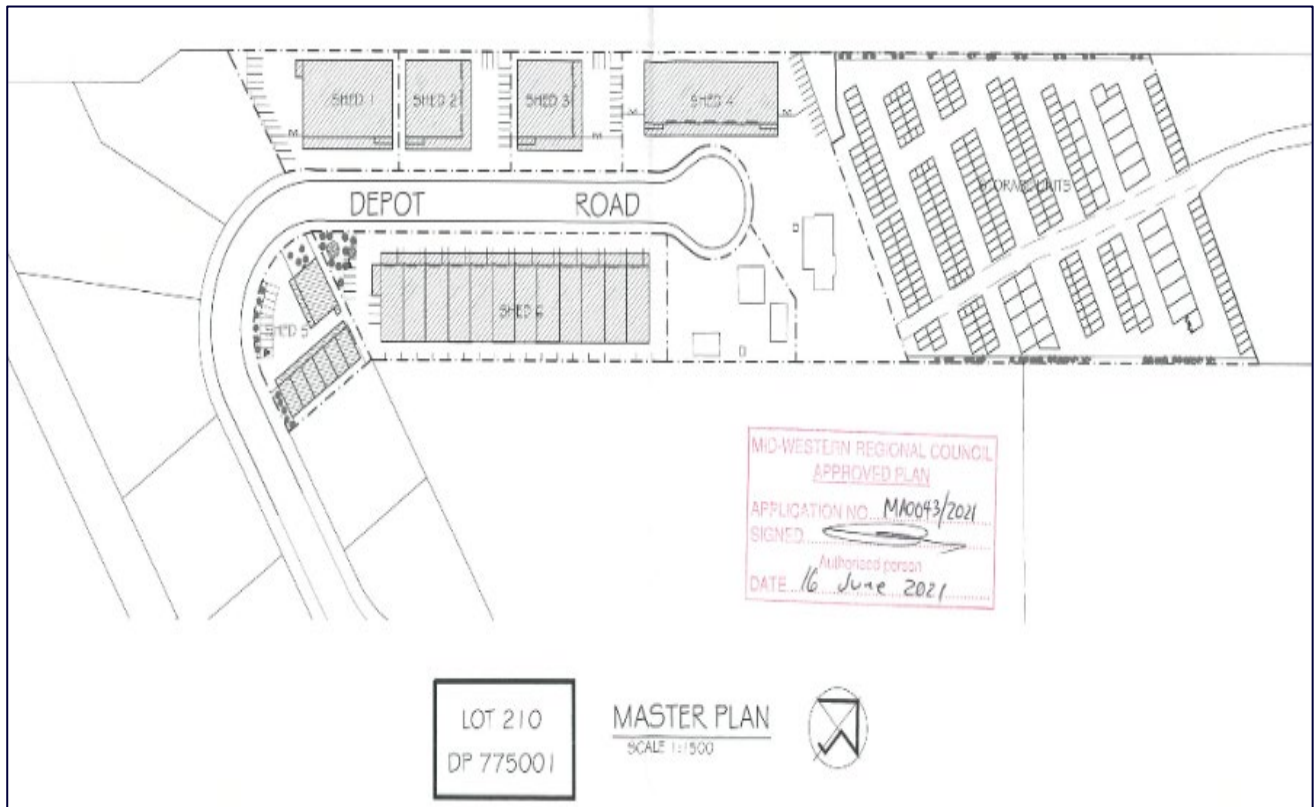 SHED 1
SHED 2
SHED 3
SHED 4
STORAGE UNITS
DEPOT ROAD
SHED 5
SHED 6
MID-WESTERN REGIONAL COUNCIL
APPROVED PLAN
APPLICATION NO. MA0043/2021
SIGNED
Authorised person
DATE 16 June 2021
LOT 210
DP 775001
MASTER PLAN
SCALE 1:1500